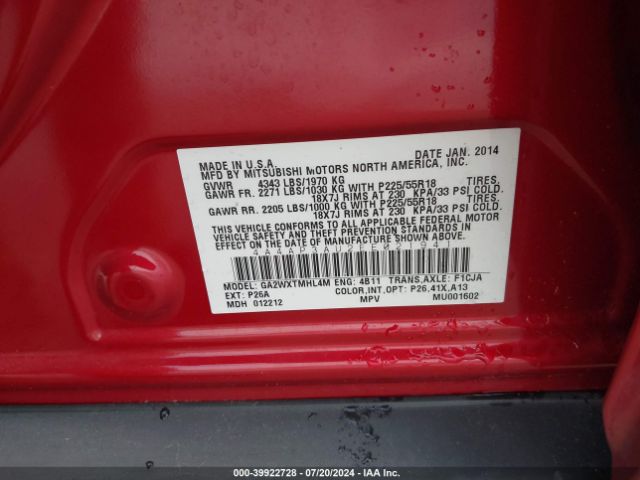 MADE IN U.S.A. DATE JAN. 2014
MFD BY MITSUBISHI MOTORS NORTH AMERICA, INC.
GVWR 4343 LBS/1970 KG
GAWR FR. 2271 LBS/1030 KG WITH P225/55R18 TIRES,
18X7J RIMS AT 230 KPA/33 PSI COLD.
GAWR RR. 2205 LBS/1000 KG WITH P225/55R18 TIRES,
18X7J RIMS AT 230 KPA/33 PSI COLD.
THIS VEHICLE CONFORMS TO ALL APPLICABLE FEDERAL MOTOR
VEHICLE SAFETY AND THEFT PREVENTION STANDARDS IN
EFFECT ON THE DATE OF MANUFACTURE SHOWN ABOVE.
MODEL: GA2WXTMHL4M ENG: 4B11 TRANS,AXLE: F1CJA
EXT: P26A COLOR,INT,OPT: P26,41X,A13
MDH 012212 MPV MU001602
000-39922728 - 07/20/2024 - IAAI